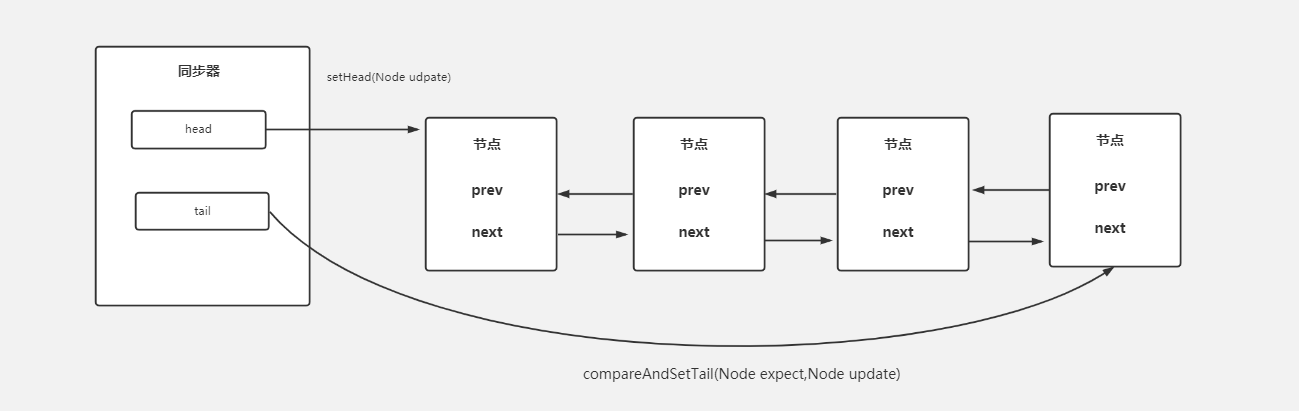 同步器
setHead(Node udpate)
head
tail
节点
prev
next
节点
prev
next
节点
prev
next
节点
prev
next
compareAndSetTail(Node expect,Node update)